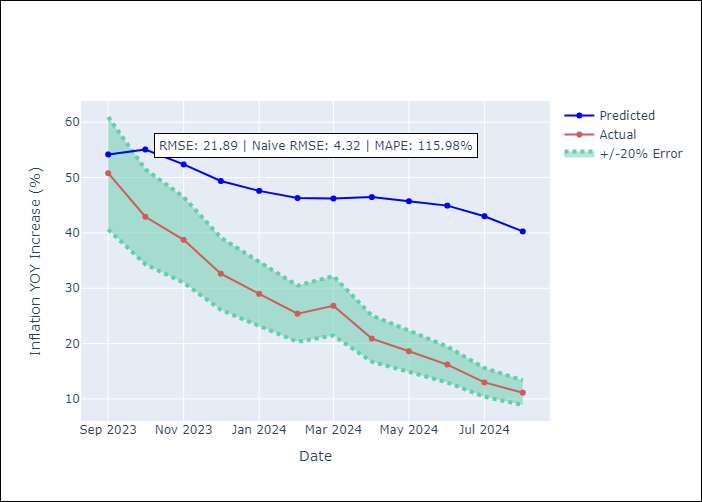 RMSE: 21.89 | Naive RMSE: 4.32 | MAPE: 115.98%
Predicted
Actual
+/-20% Error
Inflation YOY Increase (%)
60
50
40
30
20
10
Sep 2023 Nov 2023 Jan 2024 Mar 2024 May 2024 Jul 2024
Date